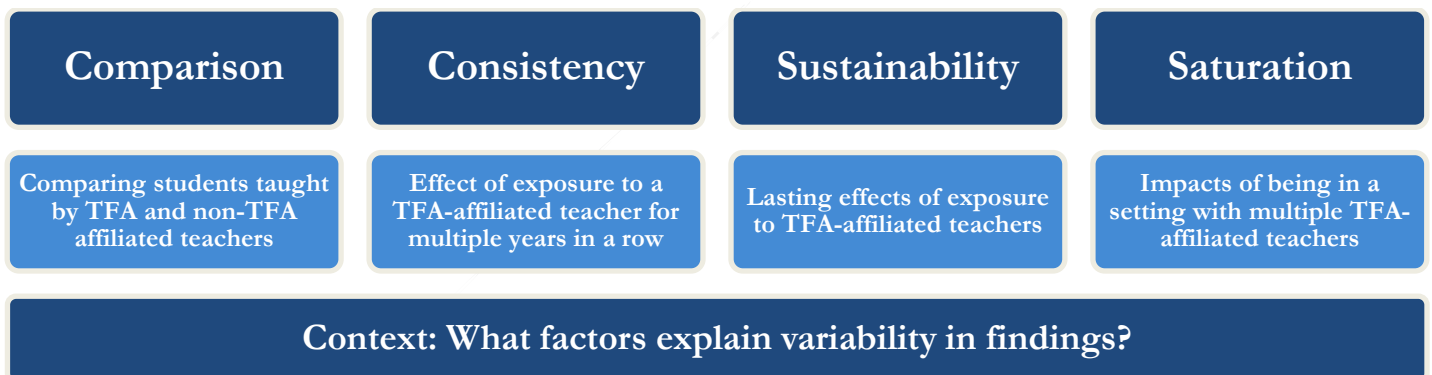 Comparison
Consistency
Sustainability
Saturation
Comparing students taught
by TFA and non-TFA
affiliated teachers
Effect of exposure to a
TFA-affiliated teacher for
multiple years in a row
Lasting effects of exposure
to TFA-affiliated teachers
Impacts of being in a
setting with multiple TFA-
affiliated teachers
Context: What factors explain variability in findings?